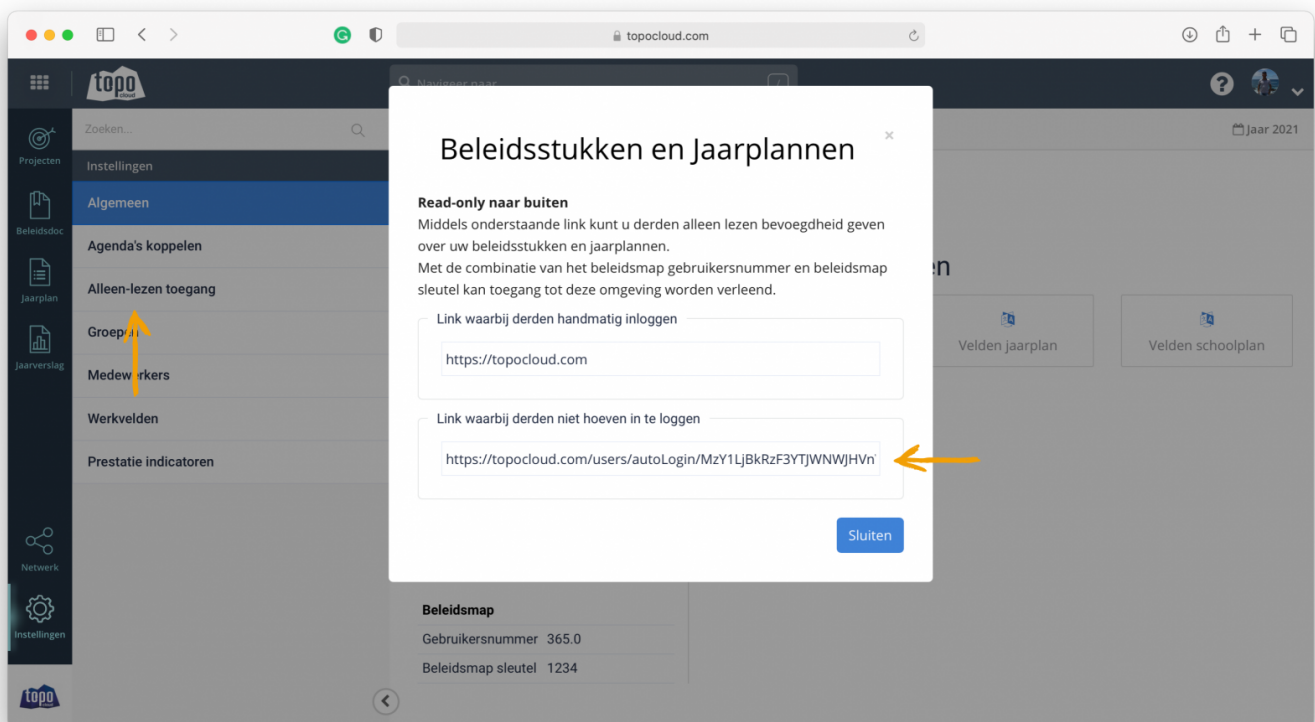 topocloud.com
topo
cloud
Navigeer naar
/
?
Zoeken...
Jaar 2021
Projecten
Beleidsdoc
Jaarplan
Jaarverslag
Netwerk
Instellingen
topo
cloud
Instellingen
Algemeen
Agenda's koppelen
Alleen-lezen toegang
Groepen
Medewerkers
Werkvelden
Prestatie indicatoren
Beleidsstukken en Jaarplannen
×
Read-only naar buiten
Middels onderstaande link kunt u derden alleen lezen bevoegdheid geven
over uw beleidsstukken en jaarplannen.
Met de combinatie van het beleidsmap gebruikersnummer en beleidsmap
sleutel kan toegang tot deze omgeving worden verleend.
Link waarbij derden handmatig inloggen
https://topocloud.com
Link waarbij derden niet hoeven in te loggen
https://topocloud.com/users/autoLogin/MzY1LjBkRzF3YTJWNWJHVn
Sluiten
en
Velden jaarplan
Velden schoolplan
Beleidsmap
Gebruikersnummer 365.0
Beleidsmap sleutel 1234